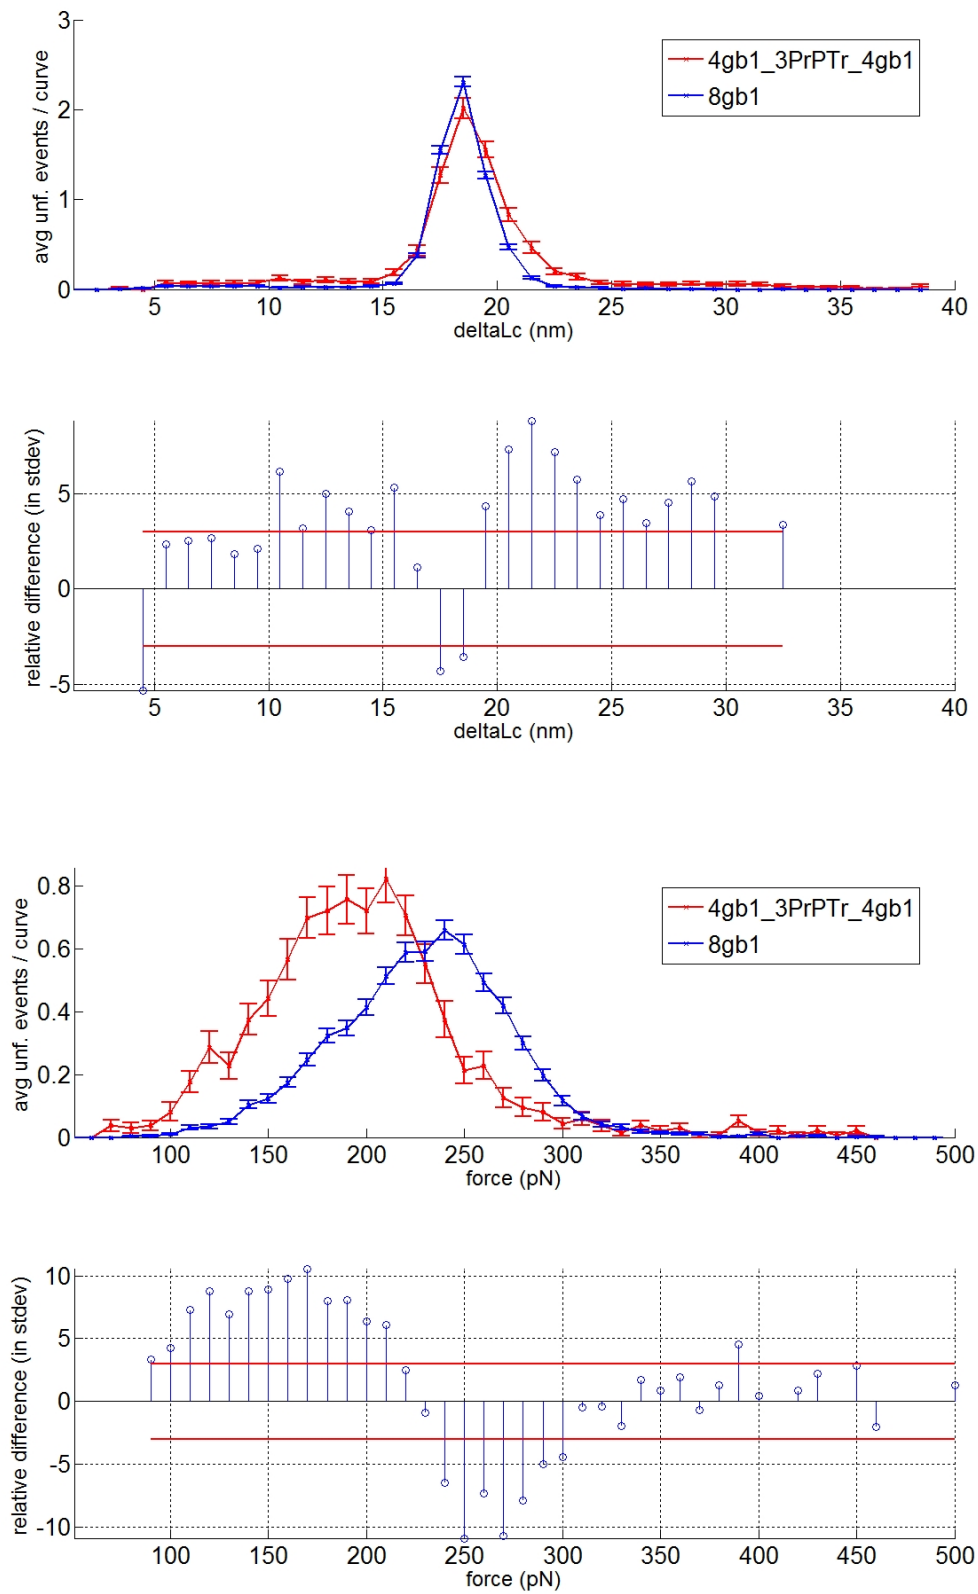 3
2
1
0
avg unf. events / curve
4gb1_3PrPTr_4gb1
8gb1
5 10 15 20 25 30 35 40
deltaLc (nm)
5
0
-5
relative difference (in stdev)
5 10 15 20 25 30 35 40
deltaLc (nm)
0.8
0.6
0.4
0.2
0
avg unf. events / curve
4gb1_3PrPTr_4gb1
8gb1
100 150 200 250 300 350 400 450 500
force (pN)
10
5
0
-5
-10
relative difference (in stdev)
100 150 200 250 300 350 400 450 500
force (pN)